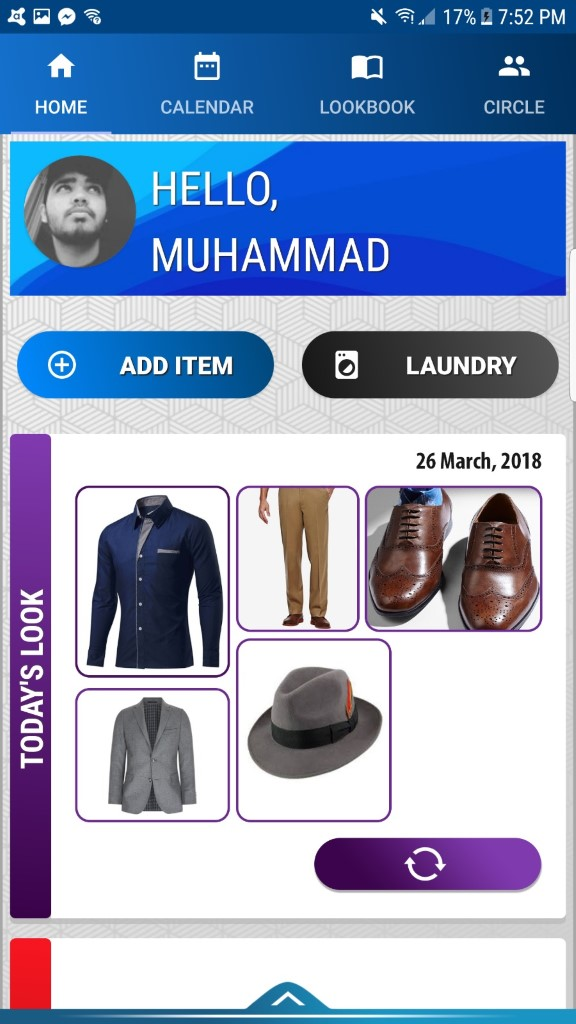 17% 7:52 PM
HOME CALENDAR LOOKBOOK CIRCLE
HELLO,
MUHAMMAD
ADD ITEM LAUNDRY
26 March, 2018
TODAY'S LOOK